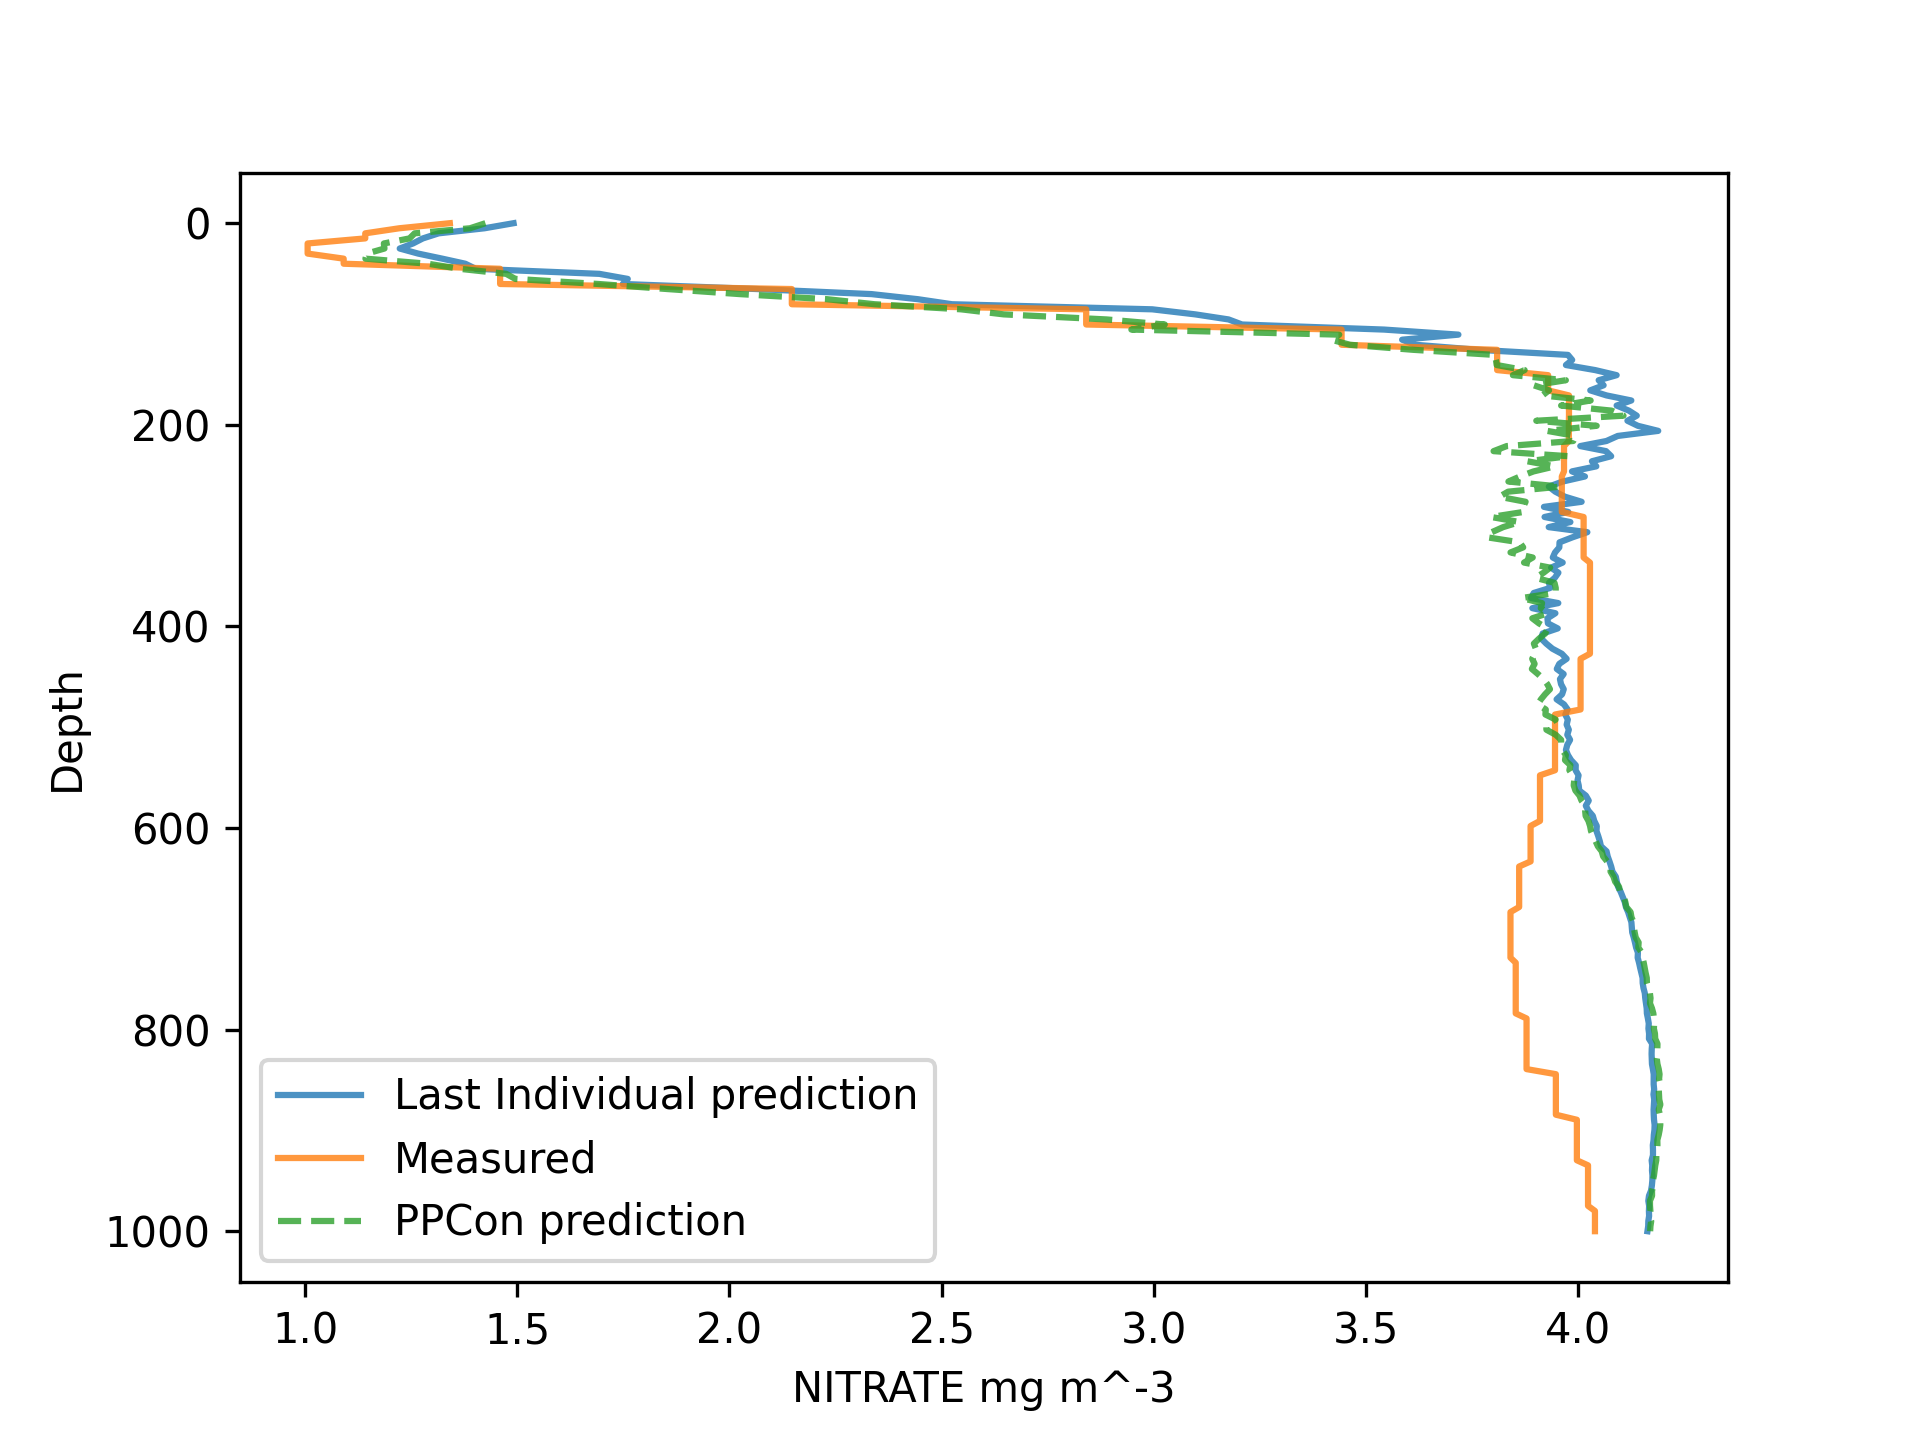 0
200
400
600
800
1000
Depth
1.0 1.5 2.0 2.5 3.0 3.5 4.0
NITRATE mg m^-3
Last Individual prediction
Measured
PPCon prediction